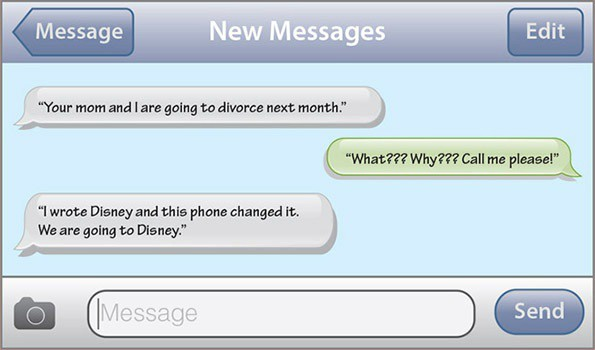 Message
New Messages
Edit
“Your mom and I are going to divorce next month.”
“What??? Why??? Call me please!”
“I wrote Disney and this phone changed it.
We are going to Disney.”
Message
Send